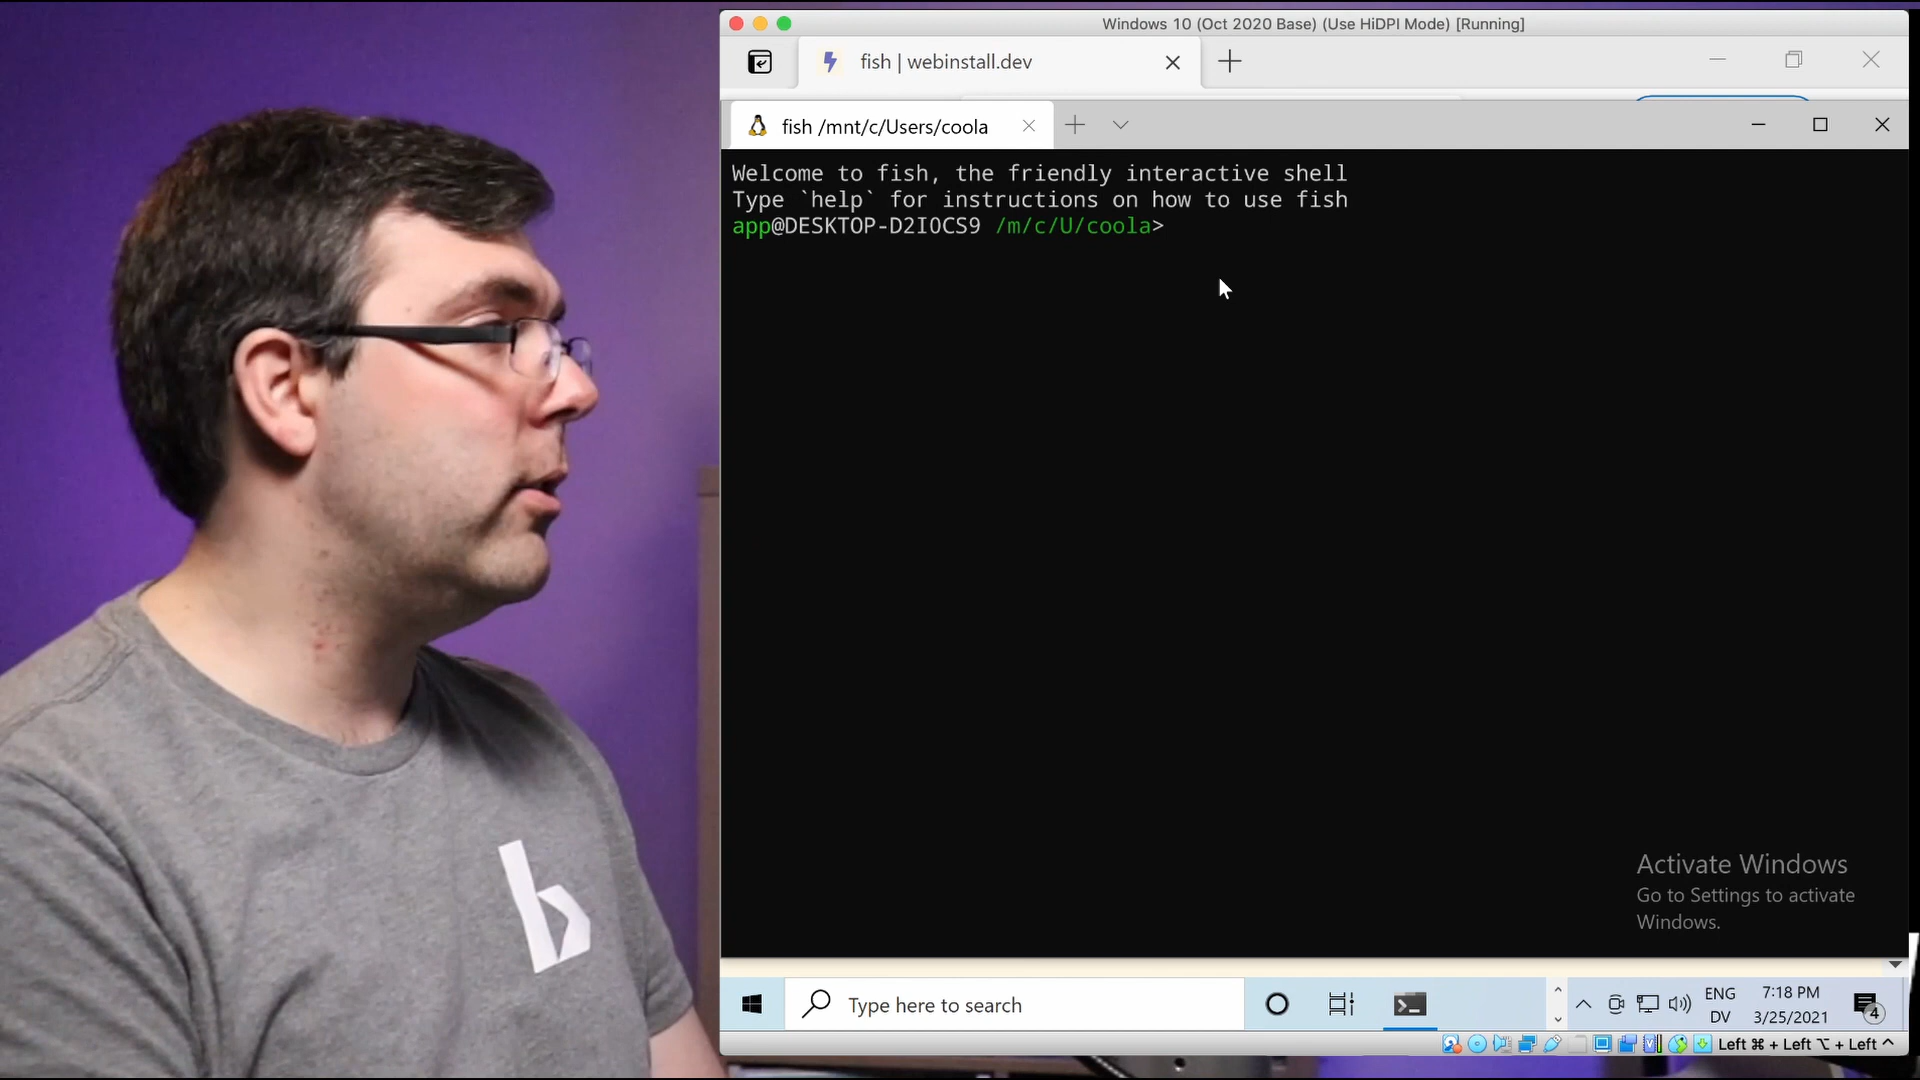 Windows 10 (Oct 2020 Base) (Use HiDPI Mode) [Running]
fish | webinstall.dev
fish /mnt/c/Users/coola
Welcome to fish, the friendly interactive shell
Type `help` for instructions on how to use fish
app@DESKTOP-D2I0CS9 /m/c/U/coola>
b
Activate Windows
Go to Settings to activate
Windows.
Type here to search
ENG
DV
7:18 PM
3/25/2021
4
Left ⌘ + Left ⌥ + Left ^